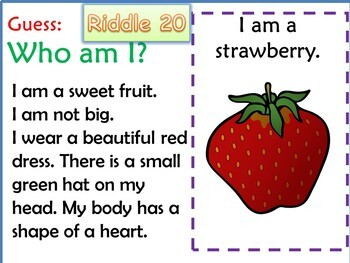 Guess: Riddle 20
Who am I?
I am a sweet fruit.
I am not big.
I wear a beautiful red
dress. There is a small
green hat on my
head. My body has a
shape of a heart.
I am a
strawberry.